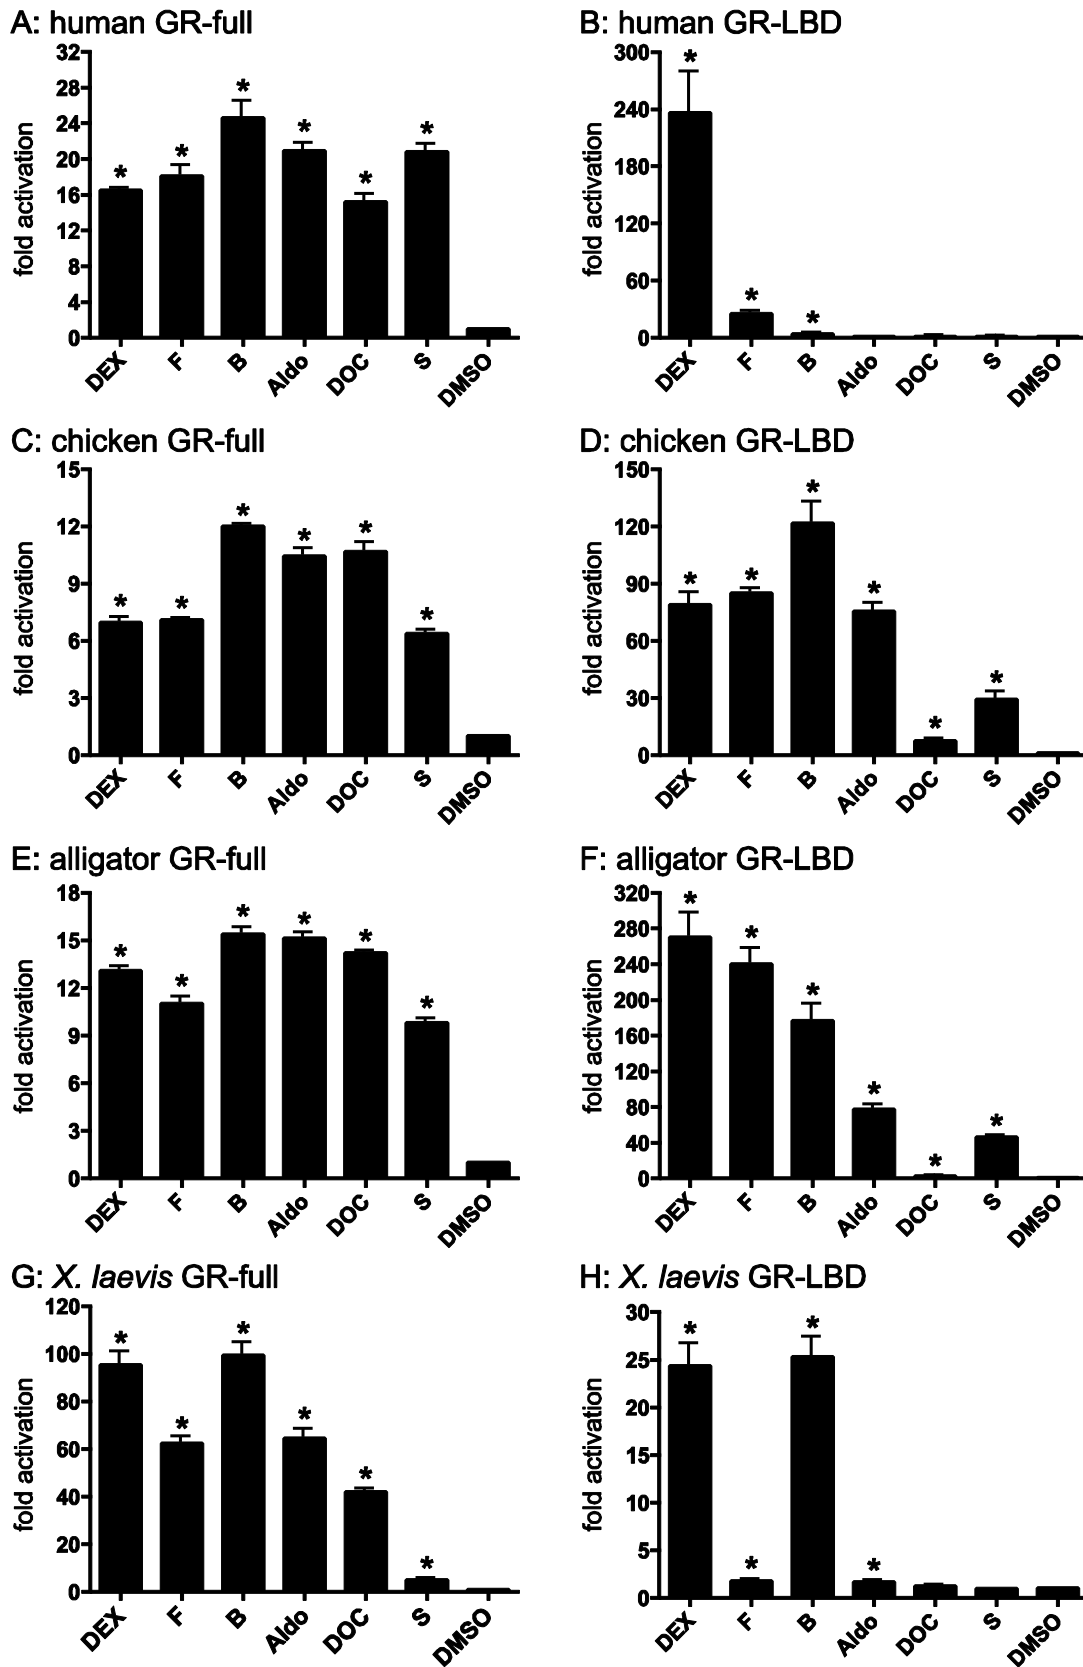 A: human GR-full
fold activation
32
28
24
20
16
12
8
4
0
* * * * * *
DEX F B Aldo DOC S DMSO
B: human GR-LBD
fold activation
300
240
180
120
60
0
* * *
DEX F B Aldo DOC S DMSO
C: chicken GR-full
fold activation
15
12
9
6
3
0
* * * * * *
DEX F B Aldo DOC S DMSO
D: chicken GR-LBD
fold activation
150
120
90
60
30
0
* * * * * *
DEX F B Aldo DOC S DMSO
E: alligator GR-full
fold activation
18
15
12
9
6
3
0
* * * * * *
DEX F B Aldo DOC S DMSO
F: alligator GR-LBD
fold activation
320
280
240
200
160
120
80
40
0
* * * * * *
DEX F B Aldo DOC S DMSO
G: X. laevis GR-full
fold activation
120
100
80
60
40
20
0
* * * * * *
DEX F B Aldo DOC S DMSO
H: X. laevis GR-LBD
fold activation
30
25
20
15
10
5
0
* * * *
DEX F B Aldo DOC S DMSO